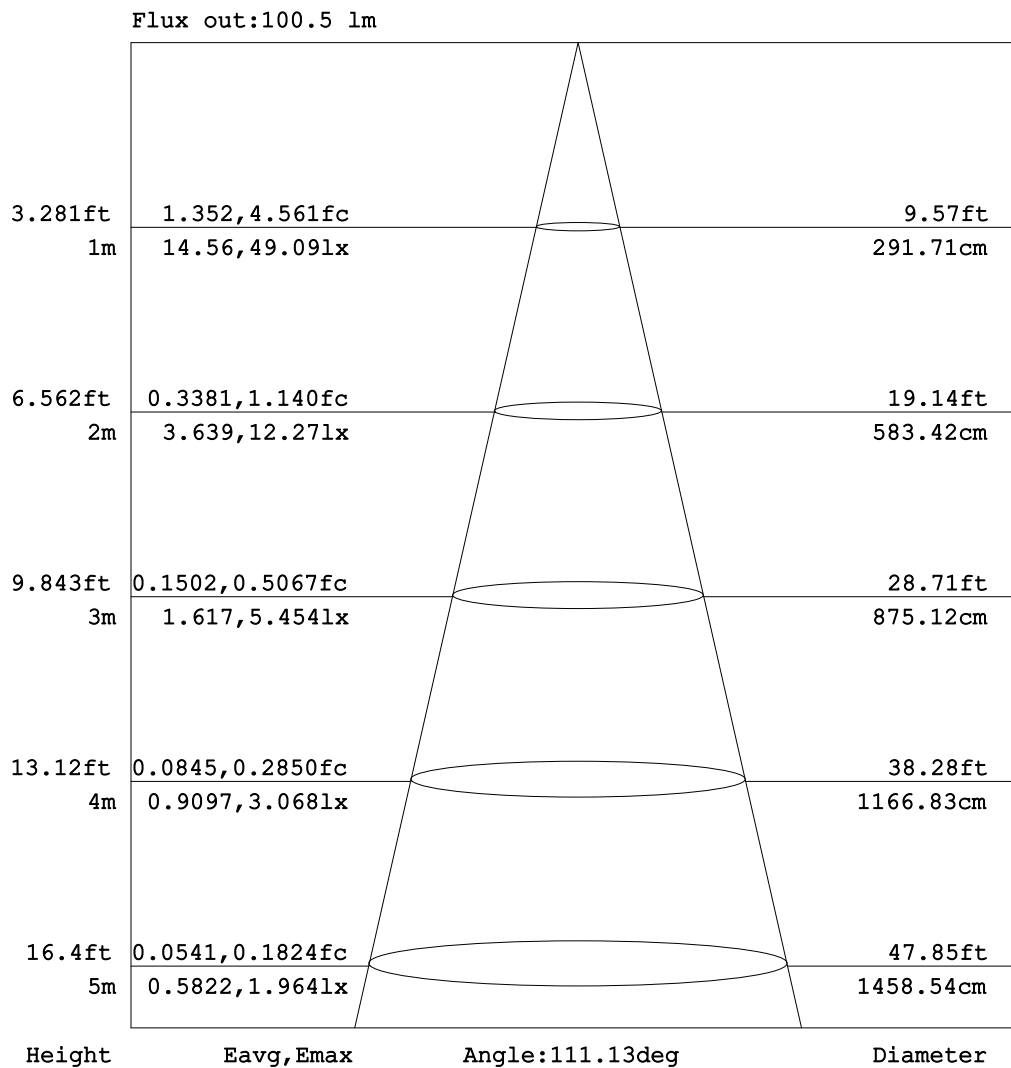 Flux out:100.5 lm
3.281ft 1.352,4.561fc 9.57ft
1m 14.56,49.09lx 291.71cm
6.562ft 0.3381,1.140fc 19.14ft
2m 3.639,12.27lx 583.42cm
9.843ft 0.1502,0.5067fc 28.71ft
3m 1.617,5.454lx 875.12cm
13.12ft 0.0845,0.2850fc 38.28ft
4m 0.9097,3.068lx 1166.83cm
16.4ft 0.0541,0.1824fc 47.85ft
5m 0.5822,1.964lx 1458.54cm
Height Eavg,Emax Angle:111.13deg Diameter